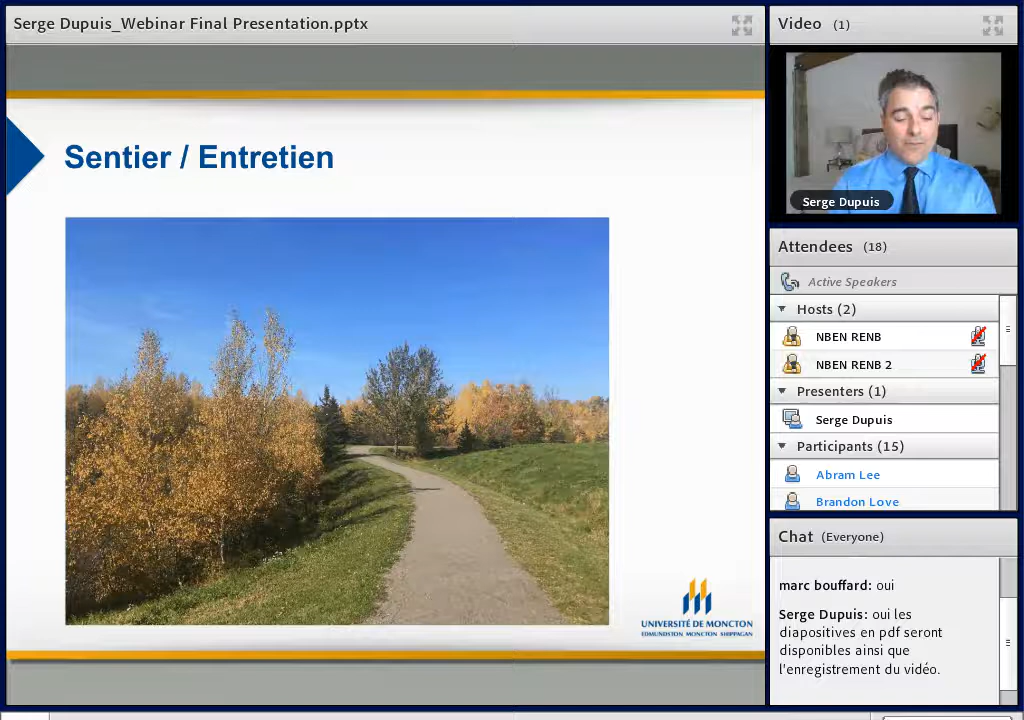 Serge Dupuis_Webinar Final Presentation.pptx
Sentier / Entretien
UNIVERSITÉ DE MONCTON
EDMUNDSTON MONCTON SHIPPAGAN
Video (1)
Serge Dupuis
Attendees (18)
Active Speakers
Hosts (2)
NBEN RENB
NBEN RENB 2
Presenters (1)
Serge Dupuis
Participants (15)
Abram Lee
Brandon Love
Chat (Everyone)
marc bouffard: oui
Serge Dupuis: oui les
diapositives en pdf seront
disponibles ainsi que
l'enregistrement du vidéo.